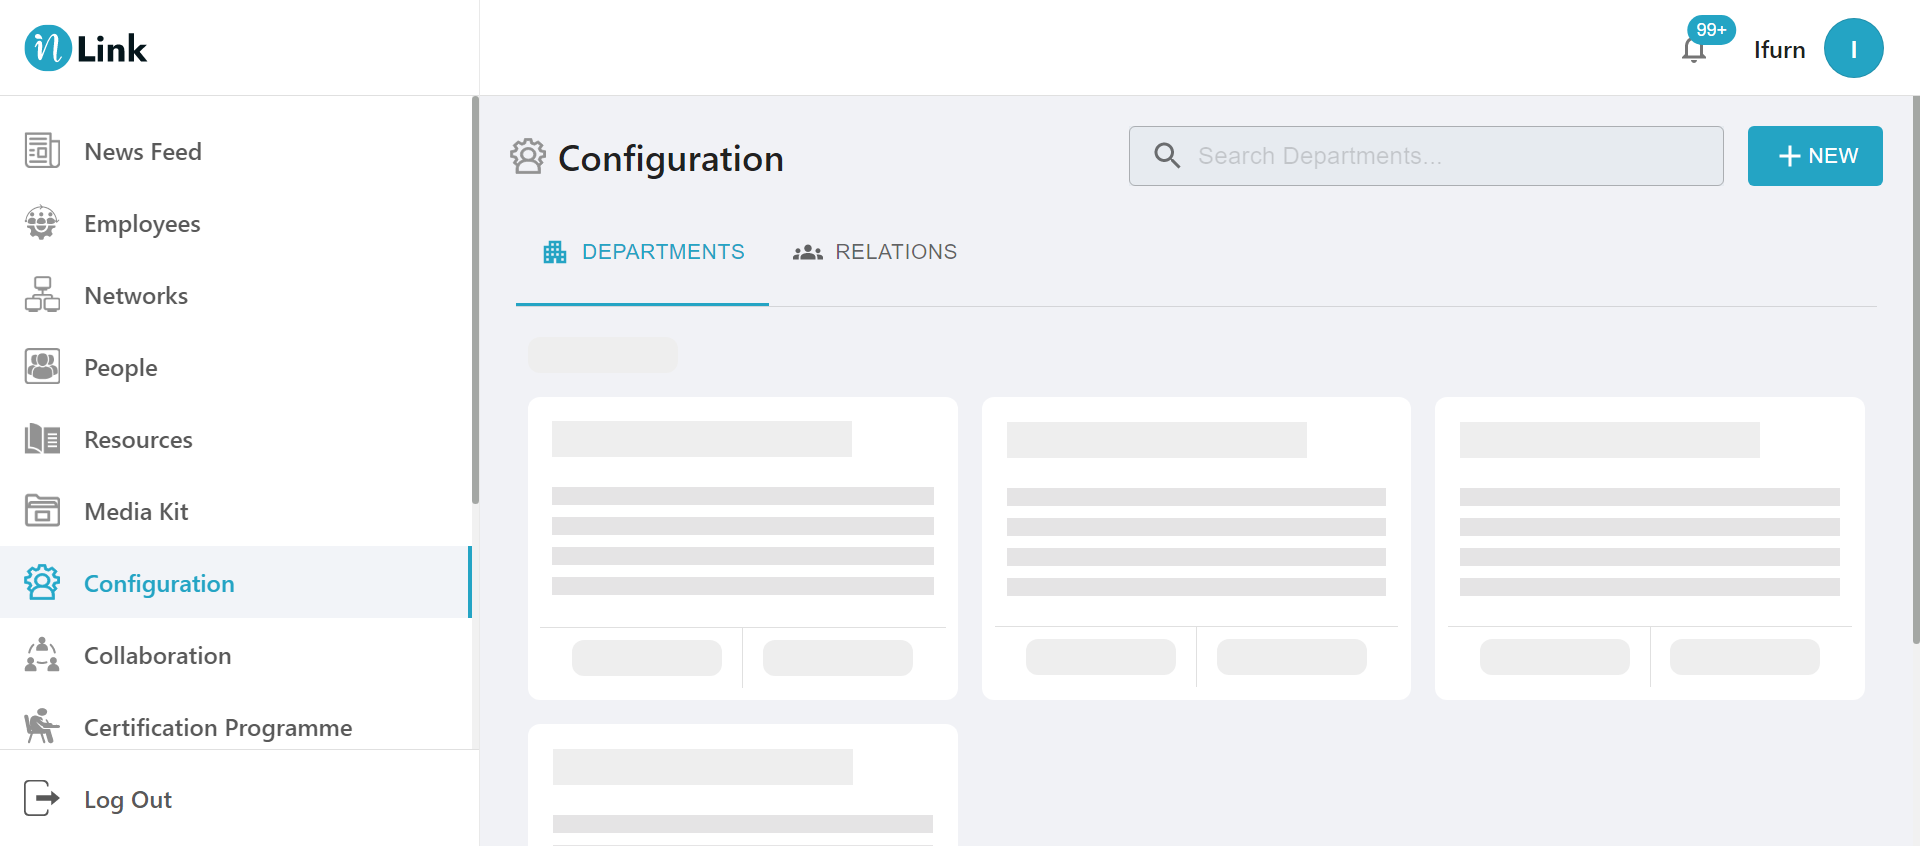 n Link
99+
Ifurn
I
News Feed
Employees
Networks
People
Resources
Media Kit
Configuration
Collaboration
Certification Programme
Log Out
Configuration
Search Departments...
+ NEW
DEPARTMENTS
RELATIONS